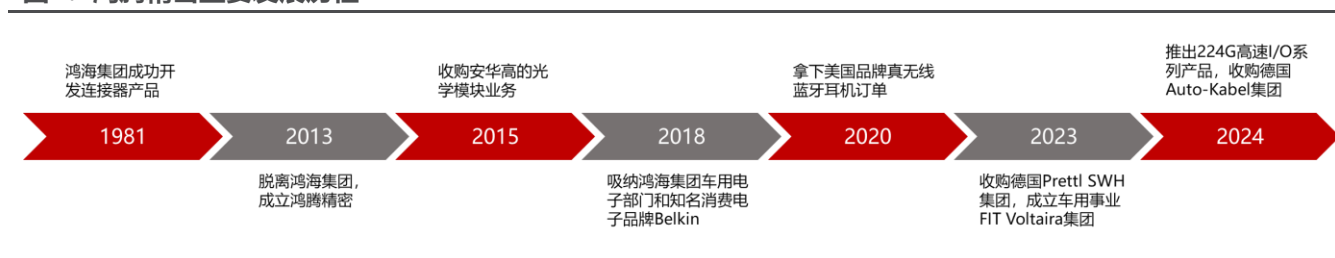 鸿海集团成功开
发连接器产品
收购安华高的光
学模块业务
拿下美国品牌真无线
蓝牙耳机订单
推出224G高速I/O系
列产品，收购德国
Auto-Kabel集团
1981
2013
2015
2018
2020
2023
2024
脱离鸿海集团，
成立鸿腾精密
吸纳鸿海集团车用电
子部门和知名消费电
子品牌Belkin
收购德国Prettl SWH
集团，成立车用事业
FIT Voltaira集团